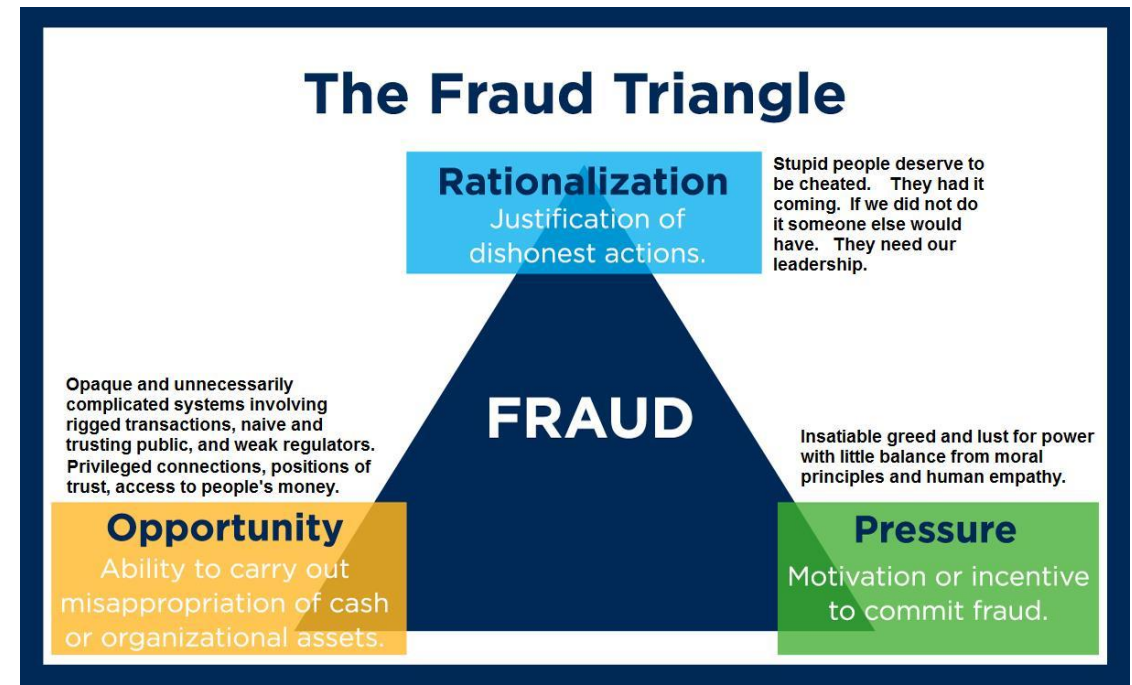 The Fraud Triangle
Rationalization
Justification of
dishonest actions.
Stupid people deserve to
be cheated. They had it
coming. If we did not do
it someone else would
have. They need our
leadership.
FRAUD
Opaque and unnecessarily
complicated systems involving
rigged transactions, naive and
trusting public, and weak regulators.
Privileged connections, positions of
trust, access to people's money.
Opportunity
Ability to carry out
misappropriation of cash
or organizational assets.
Insatiable greed and lust for power
with little balance from moral
principles and human empathy.
Pressure
Motivation or incentive
to commit fraud.